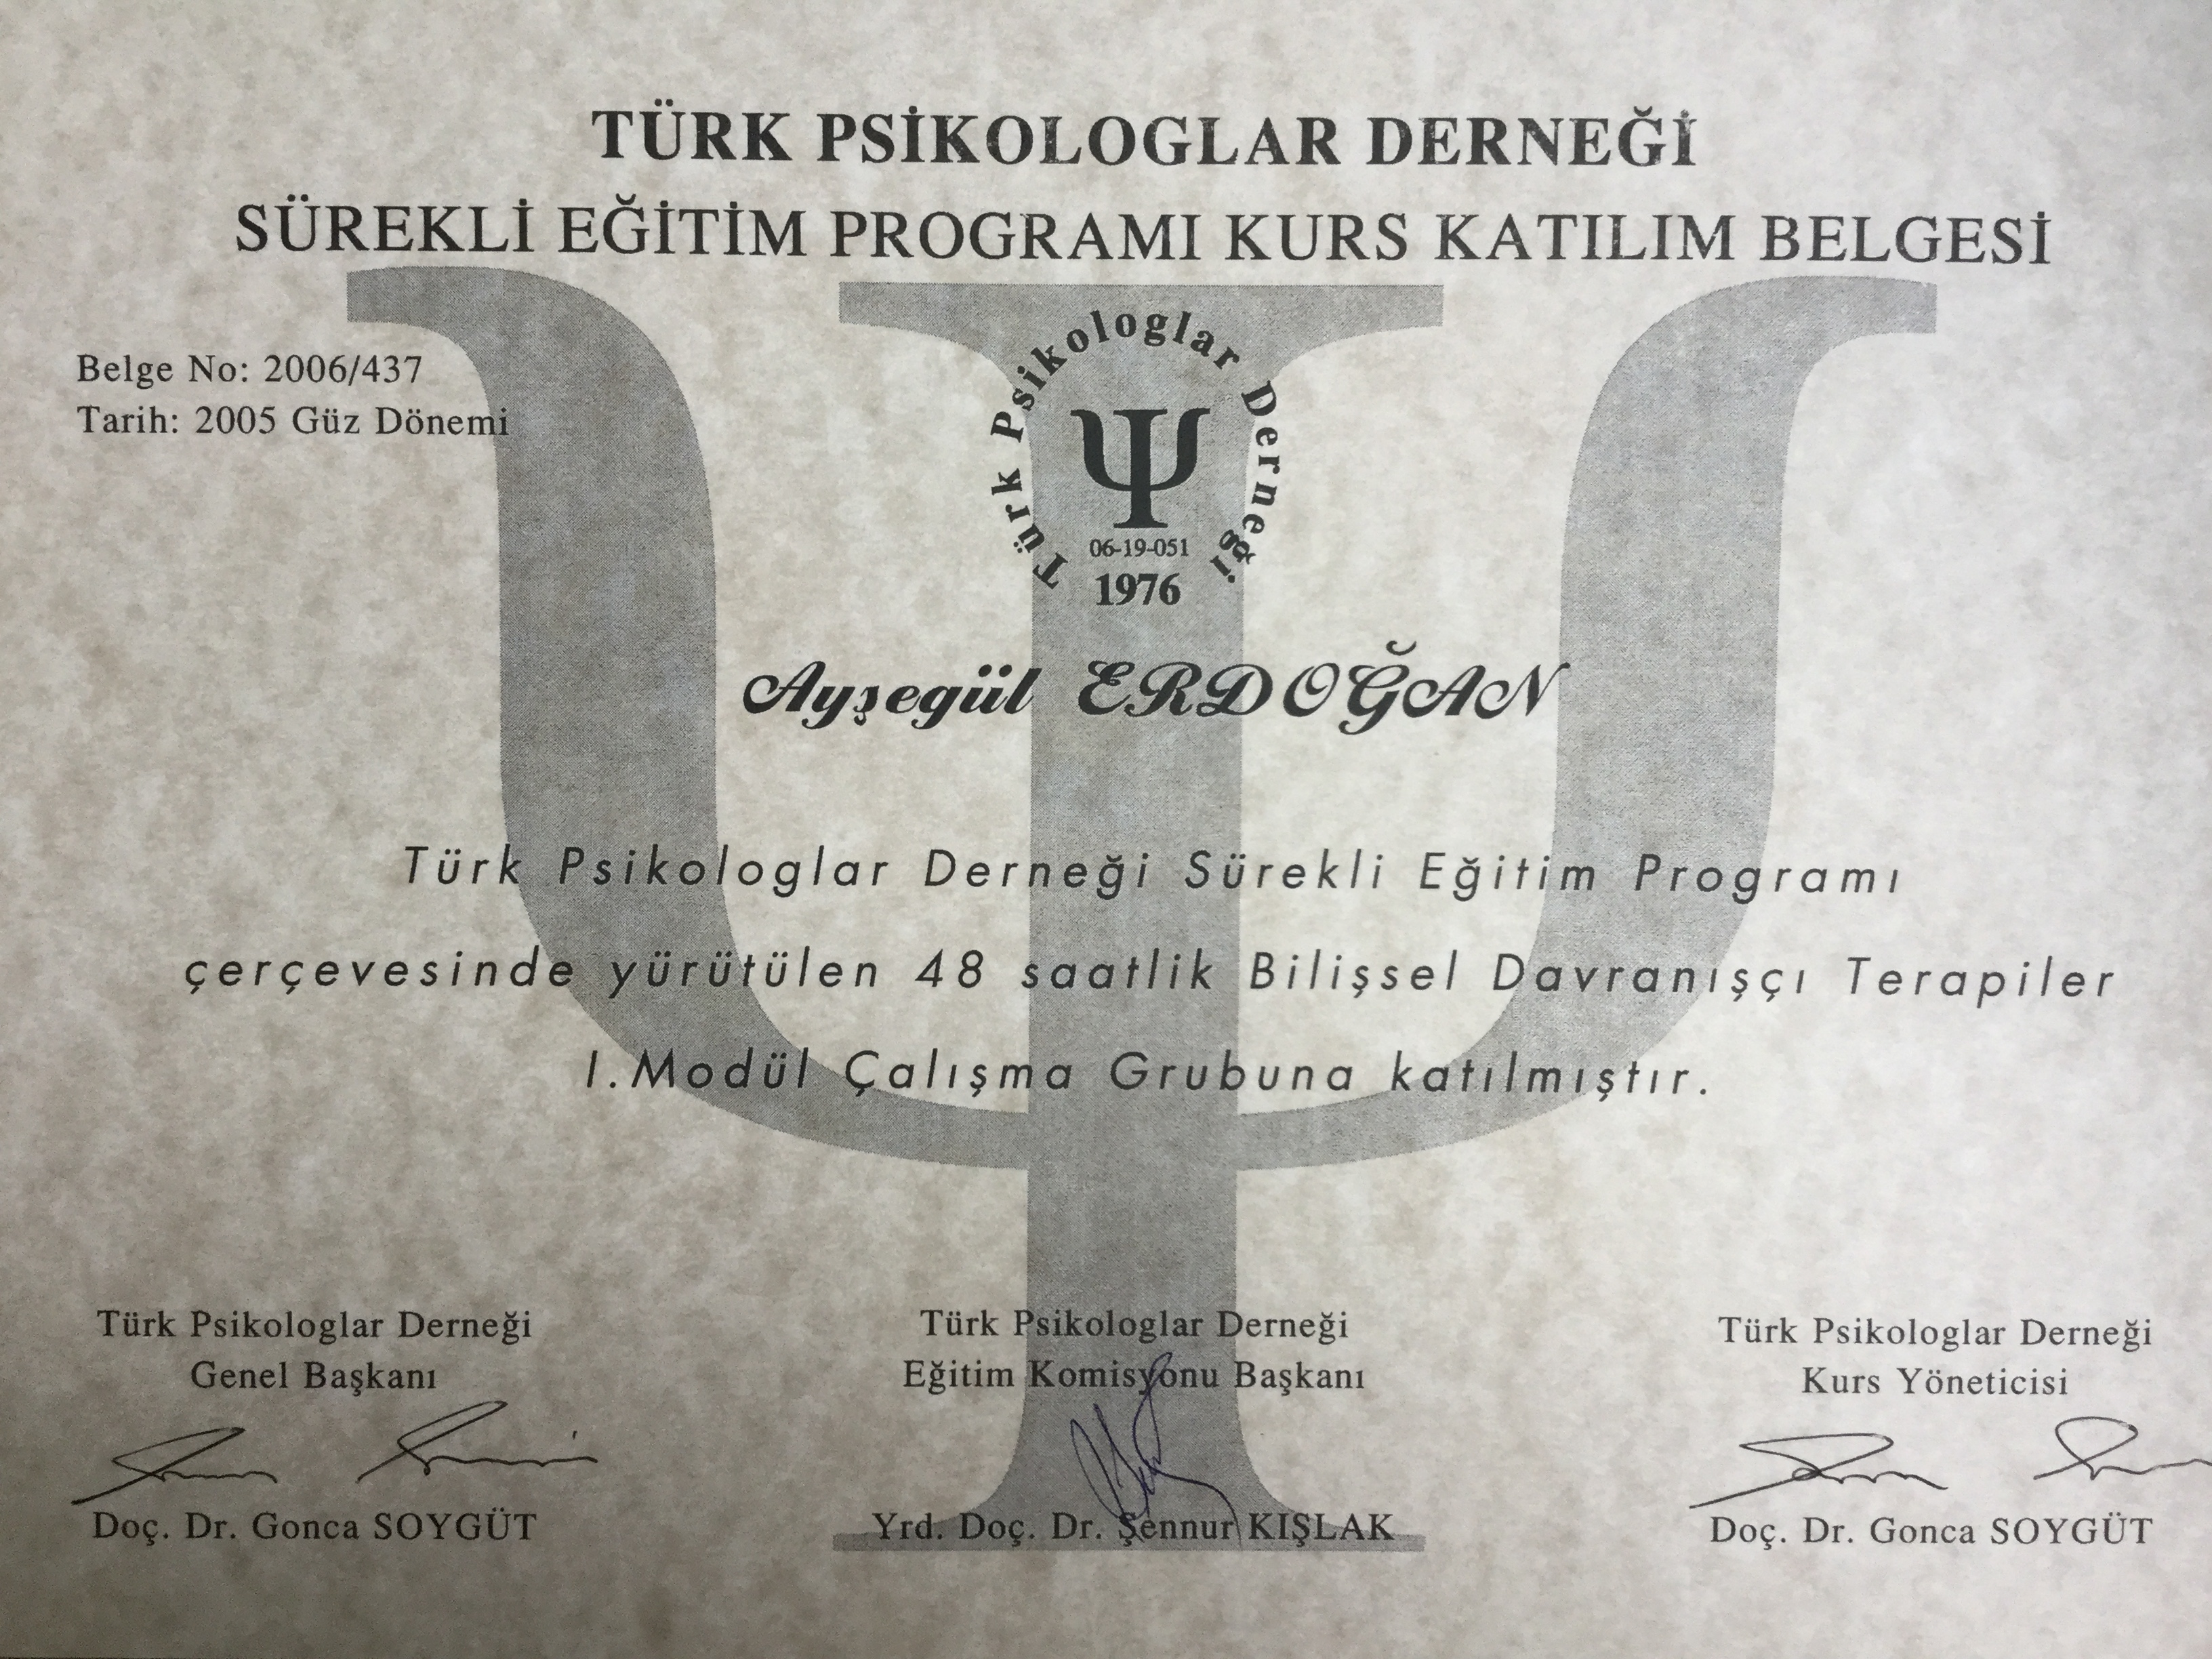 TÜRK PSİKOLOGLAR DERNEĞİ
SÜREKLİ EĞİTİM PROGRAMI KURS KATILIM BELGESİ
Belge No: 2006/437
Tarih: 2005 Güz Dönemi
Türk Psikologlar Derneği
Ψ
06-19-051
1976
Ayşegül ERDOĞAN
Türk Psikologlar Derneği Sürekli Eğitim Programı
çerçevesinde yürütülen 48 saatlik Bilişsel Davranışçı Terapiler
I.Modül Çalışma Grubuna katılmıştır.
Türk Psikologlar Derneği
Genel Başkanı
Doç. Dr. Gonca SOYGÜT
Türk Psikologlar Derneği
Eğitim Komisyonu Başkanı
Yrd. Doç. Dr. Şennur KIŞLAK
Türk Psikologlar Derneği
Kurs Yöneticisi
Doç. Dr. Gonca SOYGÜT